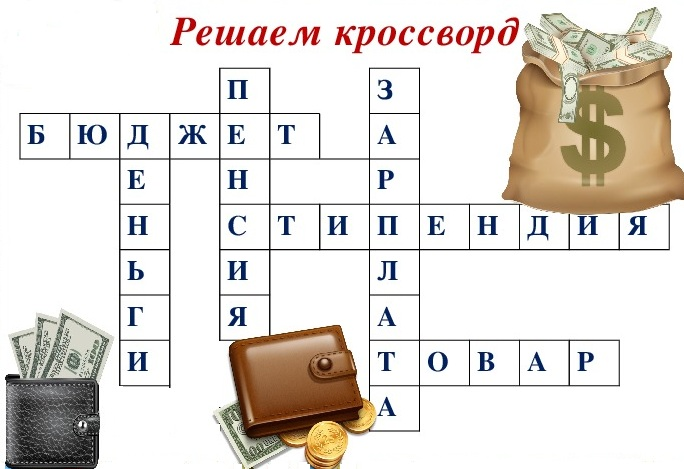 Решаем кроссворд
П З
Б Ю Д Ж Е Т А
Е Н Р
Н С Т И П Е Н Д И Я
Ь И Л
Г Я А
И Т О В А Р
А
$